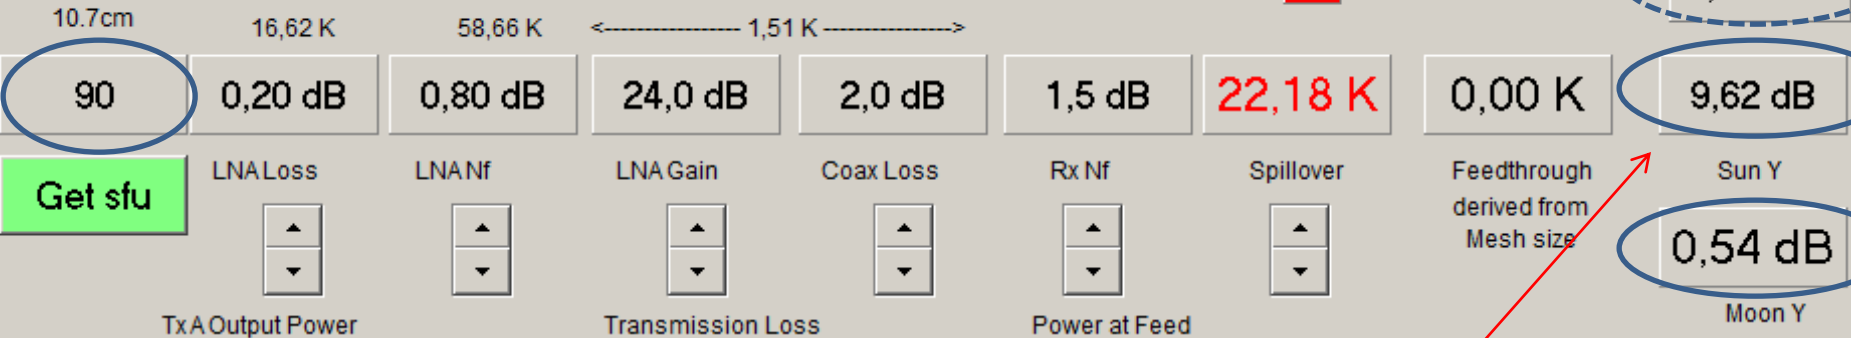 10.7cm
16,62 K 58,66 K <----------------- 1,51 K ---------------->
90 0,20 dB 0,80 dB 24,0 dB 2,0 dB 1,5 dB 22,18 K 0,00 K 9,62 dB
Get sfu LNA Loss LNA Nf LNA Gain Coax Loss Rx Nf Spillover Feedthrough Sun Y
derived from
Mesh size
0,54 dB
Moon Y
TxA Output Power Transmission Loss Power at Feed